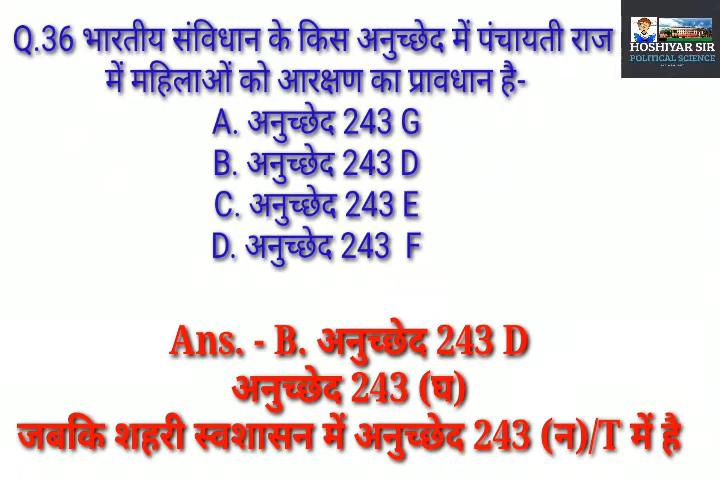 Q.36 भारतीय संविधान के किस अनुच्छेद में पंचायती राज
में महिलाओं को आरक्षण का प्रावधान है-
A. अनुच्छेद 243 G
B. अनुच्छेद 243 D
C. अनुच्छेद 243 E
D. अनुच्छेद 243 F
Ans. - B. अनुच्छेद 243 D
अनुच्छेद 243 (घ)
जबकि शहरी स्वशासन में अनुच्छेद 243 (न)/T में है
HOSHIYAR SIR
POLITICAL SCIENCE